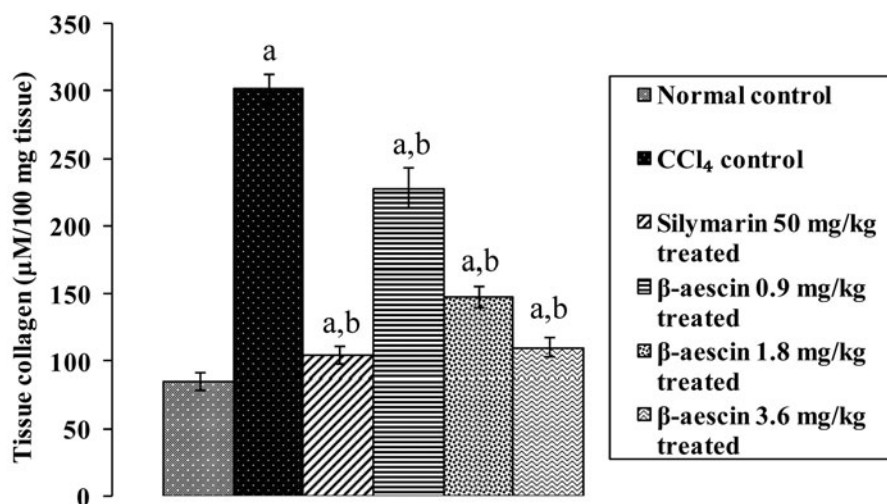 Tissue collagen (µM/100 mg tissue)
350
300
250
200
150
100
50
0
a
a,b
a,b
a,b
a,b
Normal control
CCl₄ control
Silymarin 50 mg/kg
treated
β-aescin 0.9 mg/kg
treated
β-aescin 1.8 mg/kg
treated
β-aescin 3.6 mg/kg
treated